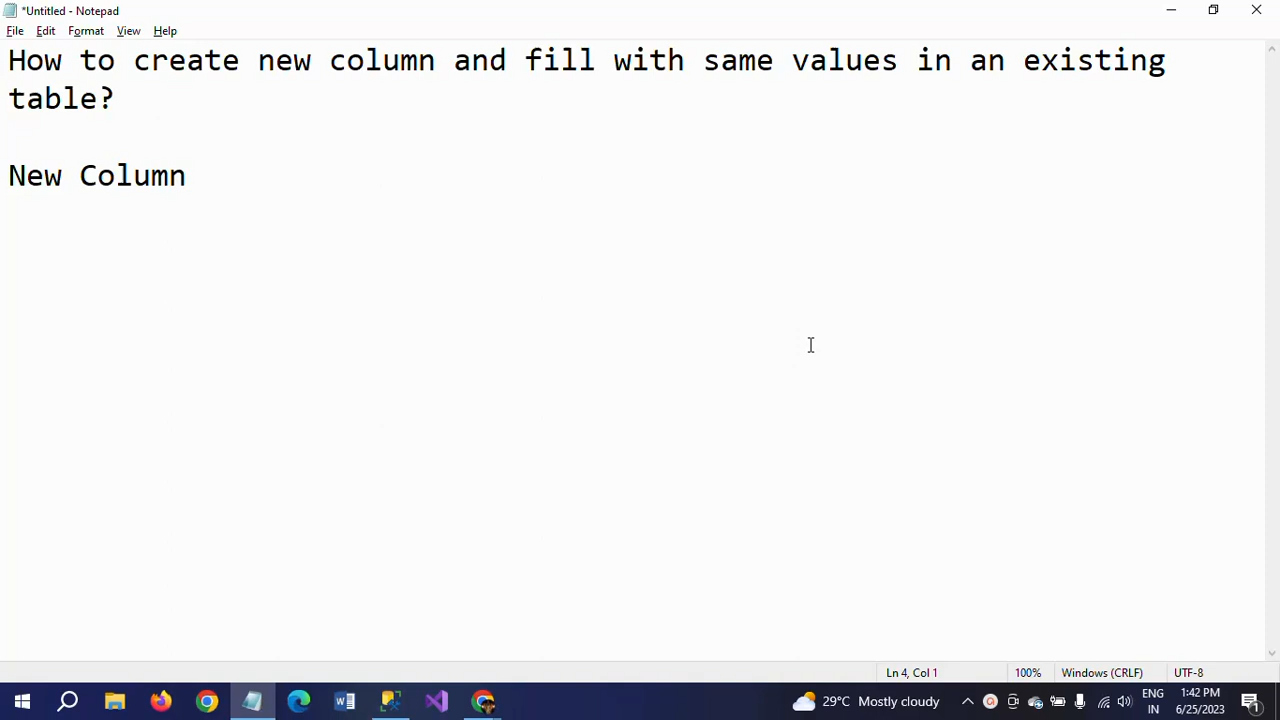 *Untitled - Notepad
File Edit Format View Help
How to create new column and fill with same values in an existing
table?
New Column
Ln 4, Col 1 100% Windows (CRLF) UTF-8
29°C Mostly cloudy ENG 1:42 PM
IN 6/25/2023 1